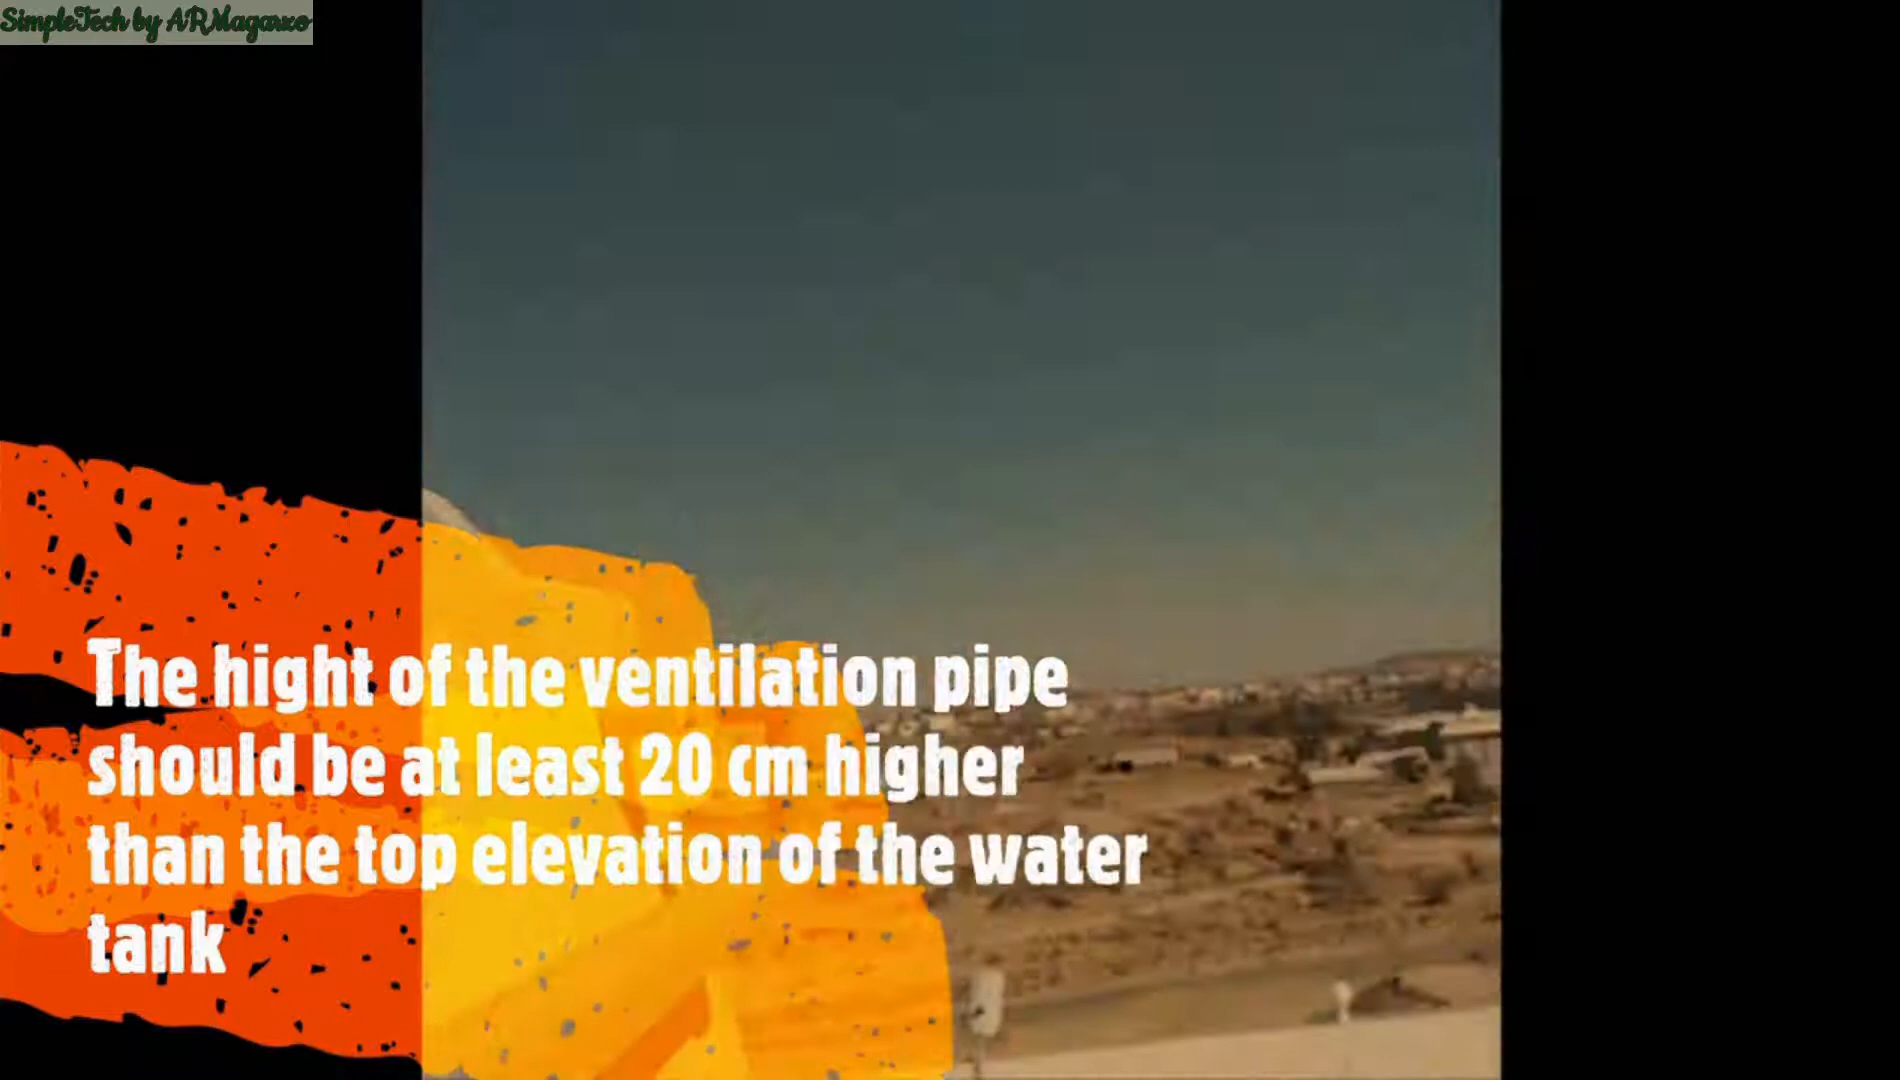 SimpleTech by ARMagarzo
The hight of the ventilation pipe
should be at least 20 cm higher
than the top elevation of the water
tank